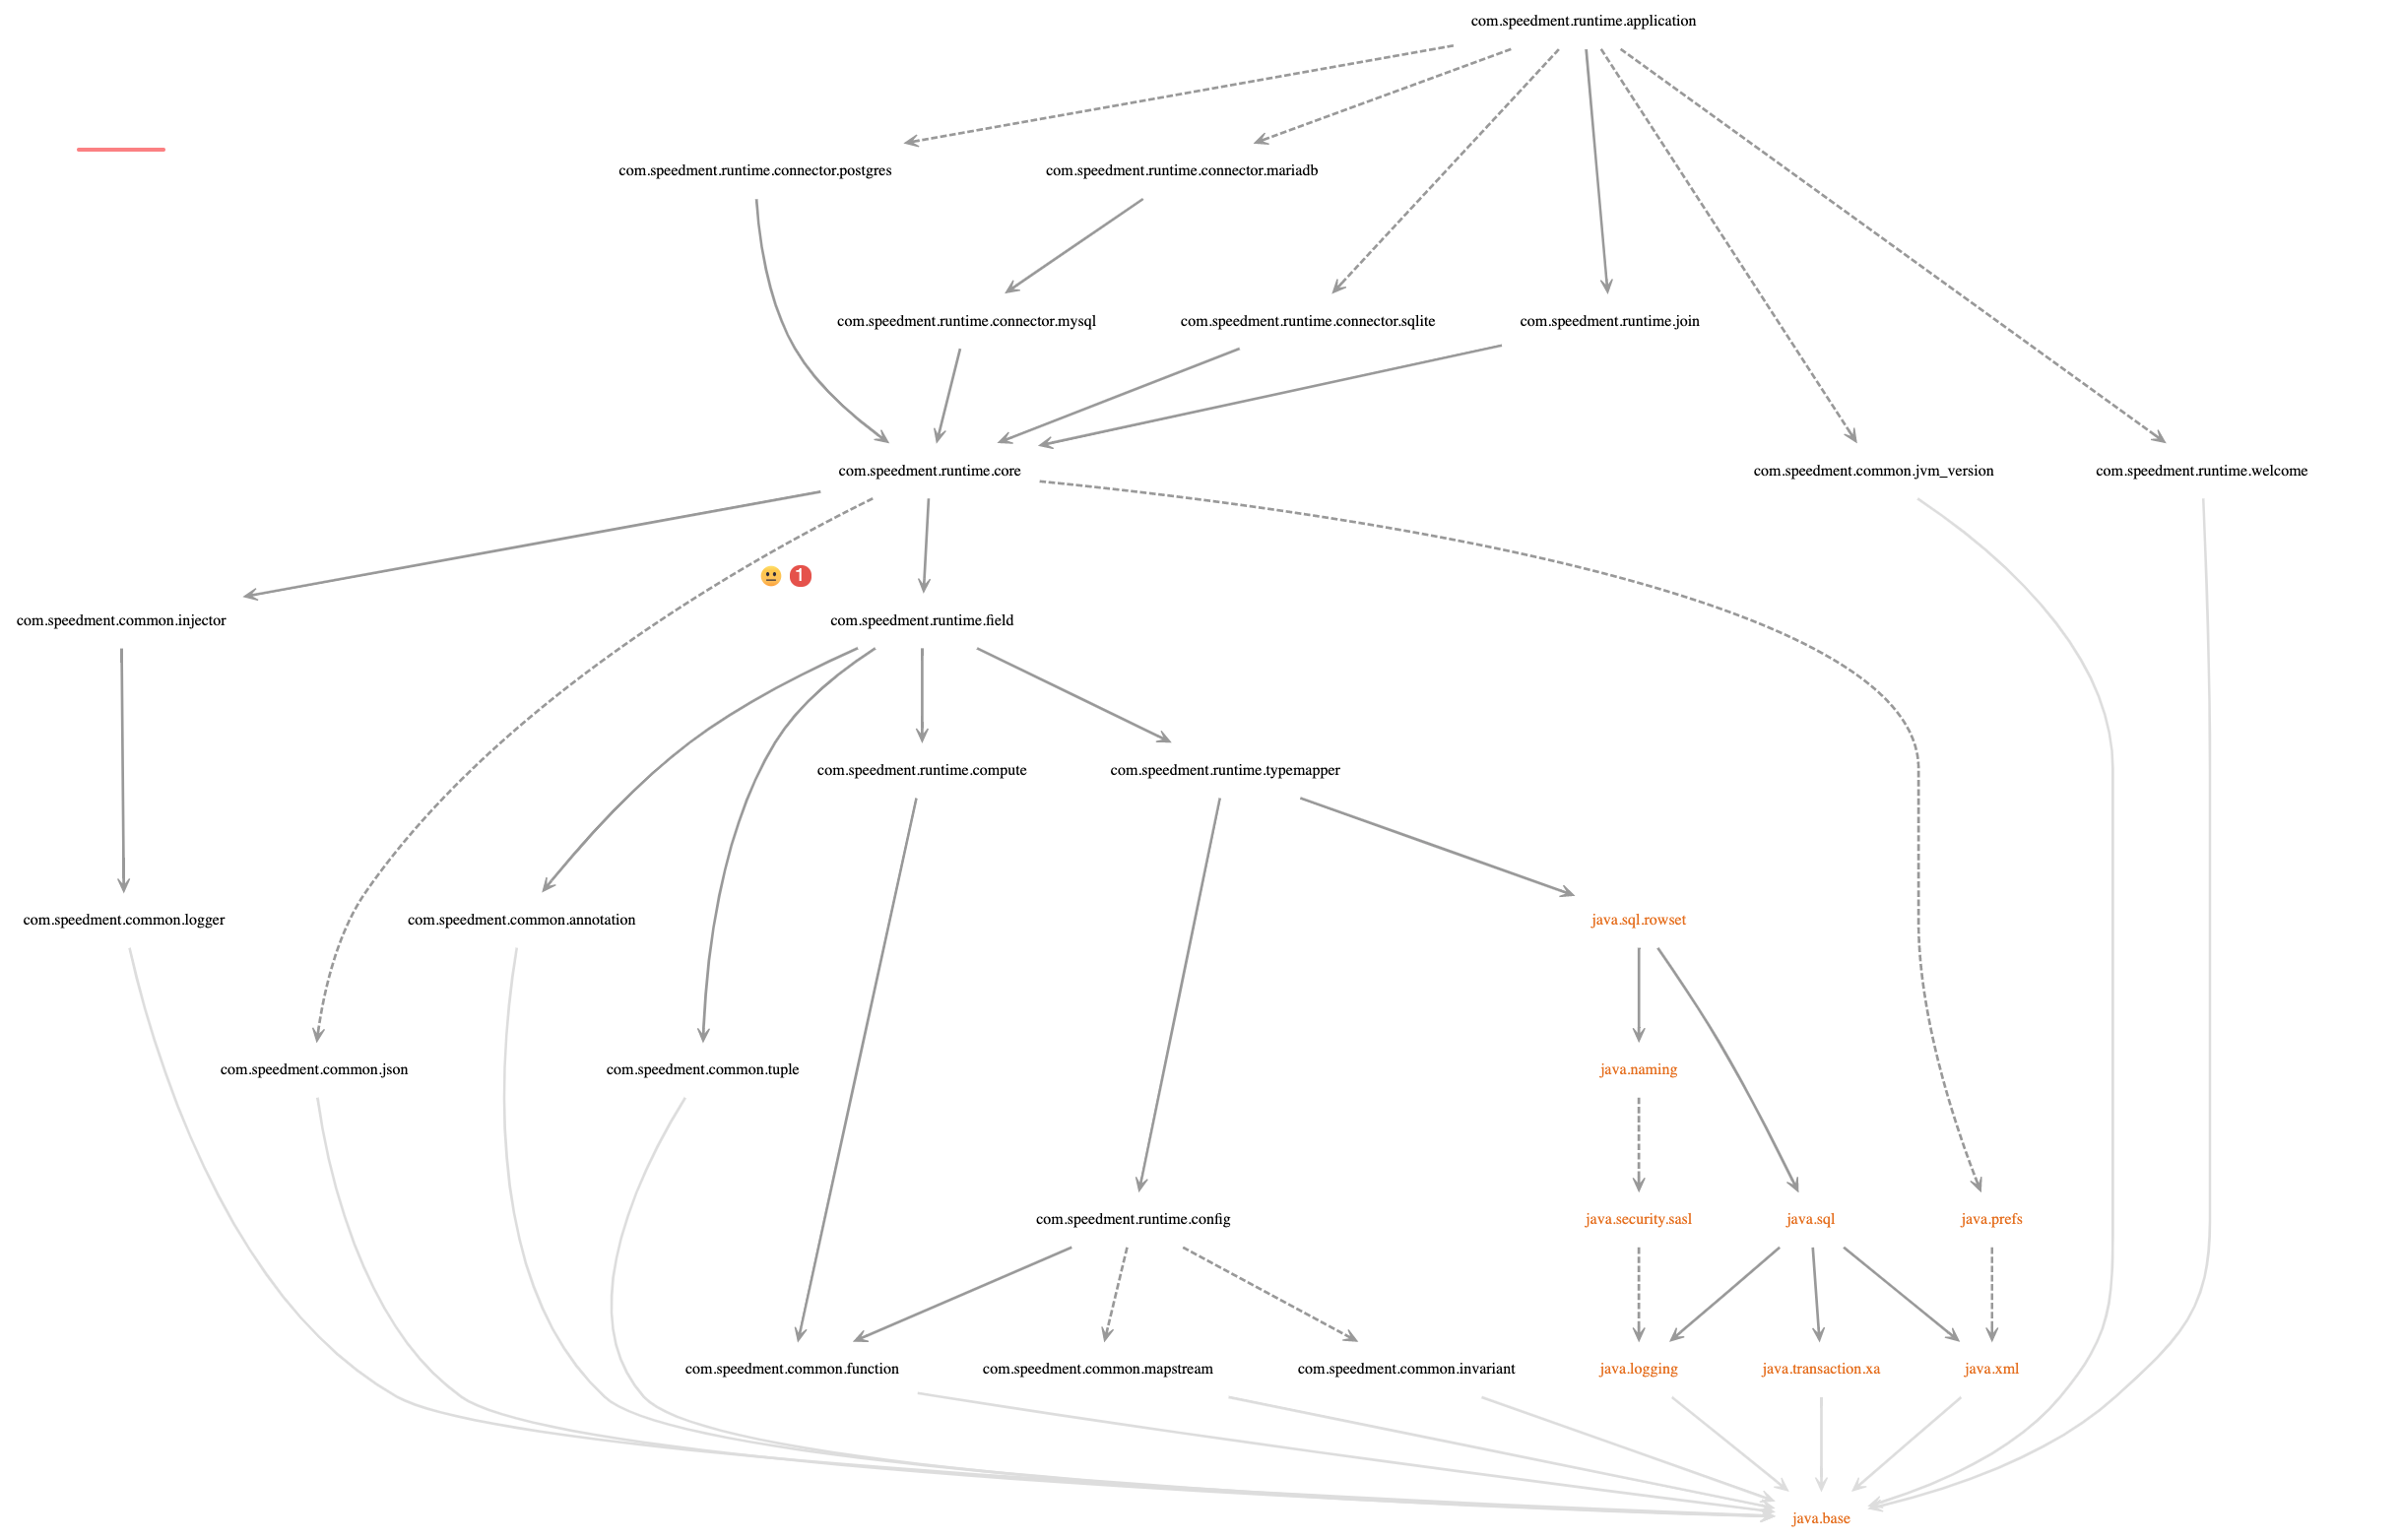 com.speedment.runtime.application
com.speedment.runtime.connector.postgres
com.speedment.runtime.connector.mariadb
com.speedment.runtime.connector.mysql
com.speedment.runtime.connector.sqlite
com.speedment.runtime.join
com.speedment.runtime.core
com.speedment.common.jvm_version
com.speedment.runtime.welcome
1
com.speedment.common.injector
com.speedment.runtime.field
com.speedment.runtime.compute
com.speedment.runtime.typemapper
com.speedment.common.logger
com.speedment.common.annotation
java.sql.rowset
com.speedment.common.json
com.speedment.common.tuple
java.naming
com.speedment.runtime.config
java.security.sasl
java.sql
java.prefs
com.speedment.common.function
com.speedment.common.mapstream
com.speedment.common.invariant
java.logging
java.transaction.xa
java.xml
java.base